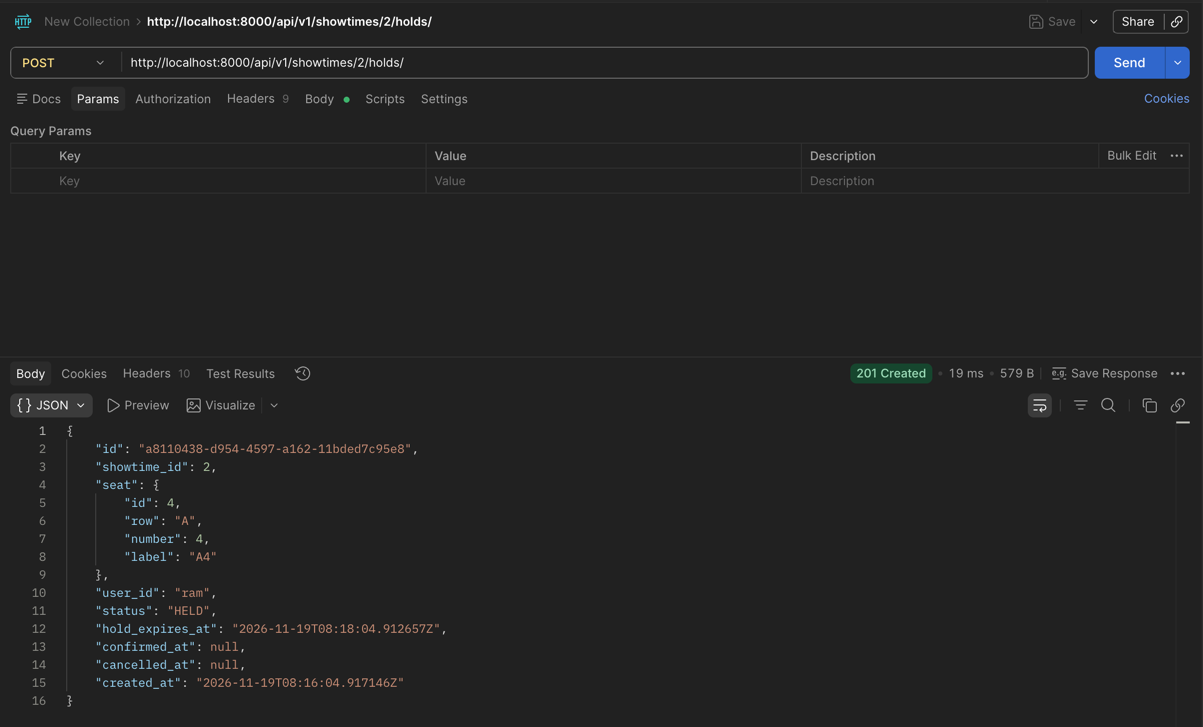 HTTP New Collection > http://localhost:8000/api/v1/showtimes/2/holds/ Save Share
POST http://localhost:8000/api/v1/showtimes/2/holds/ Send
Docs Params Authorization Headers 9 Body Scripts Settings Cookies
Query Params
Key Value Description Bulk Edit
Key Value Description
Body Cookies Headers 10 Test Results 201 Created • 19 ms • 579 B e.g. Save Response
{} JSON Preview Visualize
1 {
2 "id": "a8110438-d954-4597-a162-11bded7c95e8",
3 "showtime_id": 2,
4 "seat": {
5 "id": 4,
6 "row": "A",
7 "number": 4,
8 "label": "A4"
9 },
10 "user_id": "ram",
11 "status": "HELD",
12 "hold_expires_at": "2026-11-19T08:18:04.912657Z",
13 "confirmed_at": null,
14 "cancelled_at": null,
15 "created_at": "2026-11-19T08:16:04.917146Z"
16 }